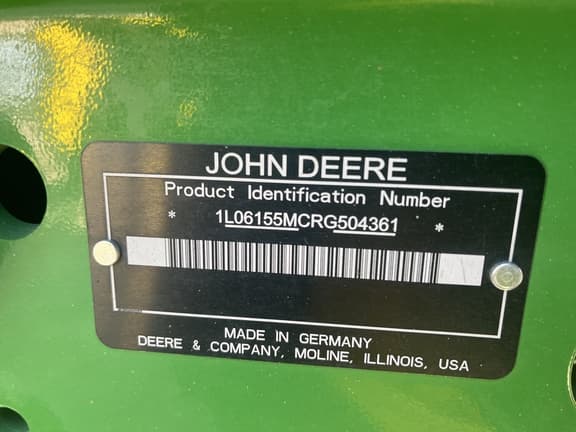 JOHN DEERE
Product Identification Number
* 1L06155MCRG504361 *
MADE IN GERMANY
DEERE & COMPANY, MOLINE, ILLINOIS, USA